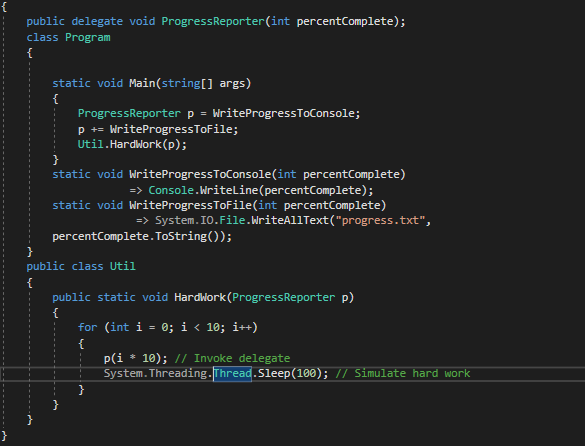 {
public delegate void ProgressReporter(int percentComplete);
class Program
{
static void Main(string[] args)
{
ProgressReporter p = WriteProgressToConsole;
p += WriteProgressToFile;
Util.HardWork(p);
}
static void WriteProgressToConsole(int percentComplete)
=> Console.WriteLine(percentComplete);
static void WriteProgressToFile(int percentComplete)
=> System.IO.File.WriteAllText("progress.txt",
percentComplete.ToString());
}
public class Util
{
public static void HardWork(ProgressReporter p)
{
for (int i = 0; i < 10; i++)
{
p(i * 10); // Invoke delegate
System.Threading.Thread.Sleep(100); // Simulate hard work
}
}
}
}